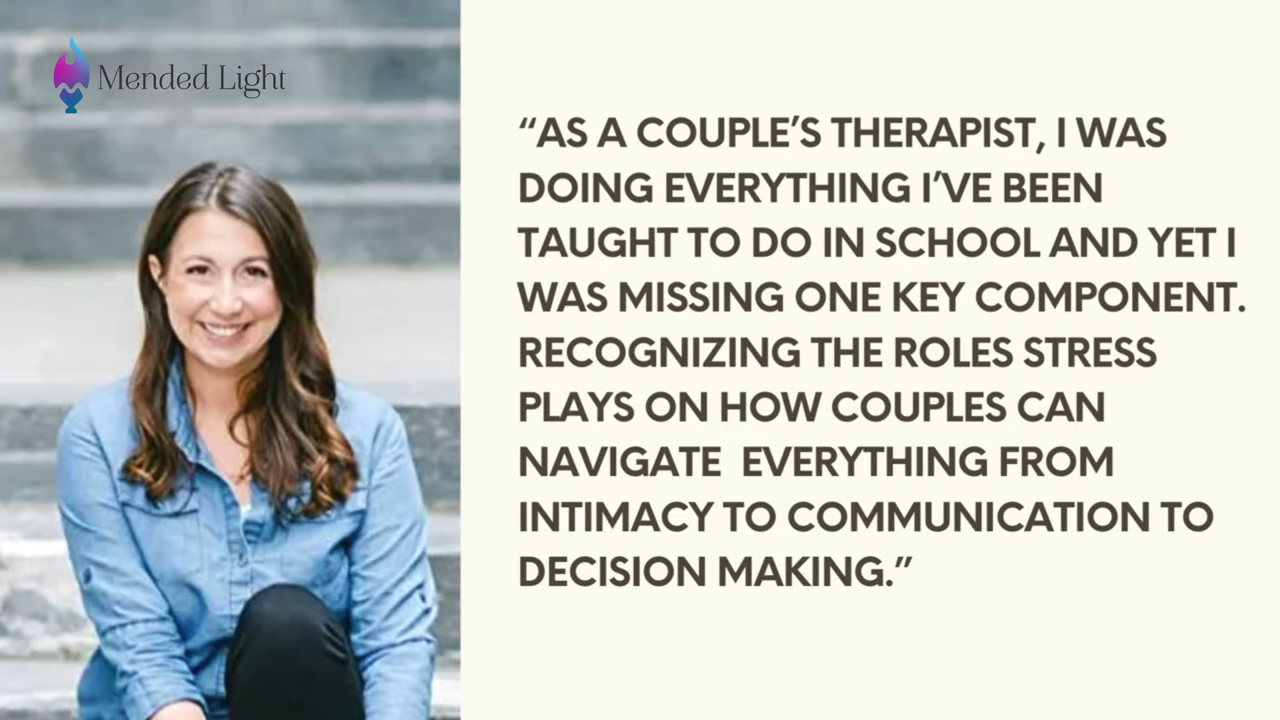 Mended Light
“AS A COUPLE’S THERAPIST, I WAS
DOING EVERYTHING I’VE BEEN
TAUGHT TO DO IN SCHOOL AND YET I
WAS MISSING ONE KEY COMPONENT.
RECOGNIZING THE ROLES STRESS
PLAYS ON HOW COUPLES CAN
NAVIGATE  EVERYTHING FROM
INTIMACY TO COMMUNICATION TO
DECISION MAKING.”